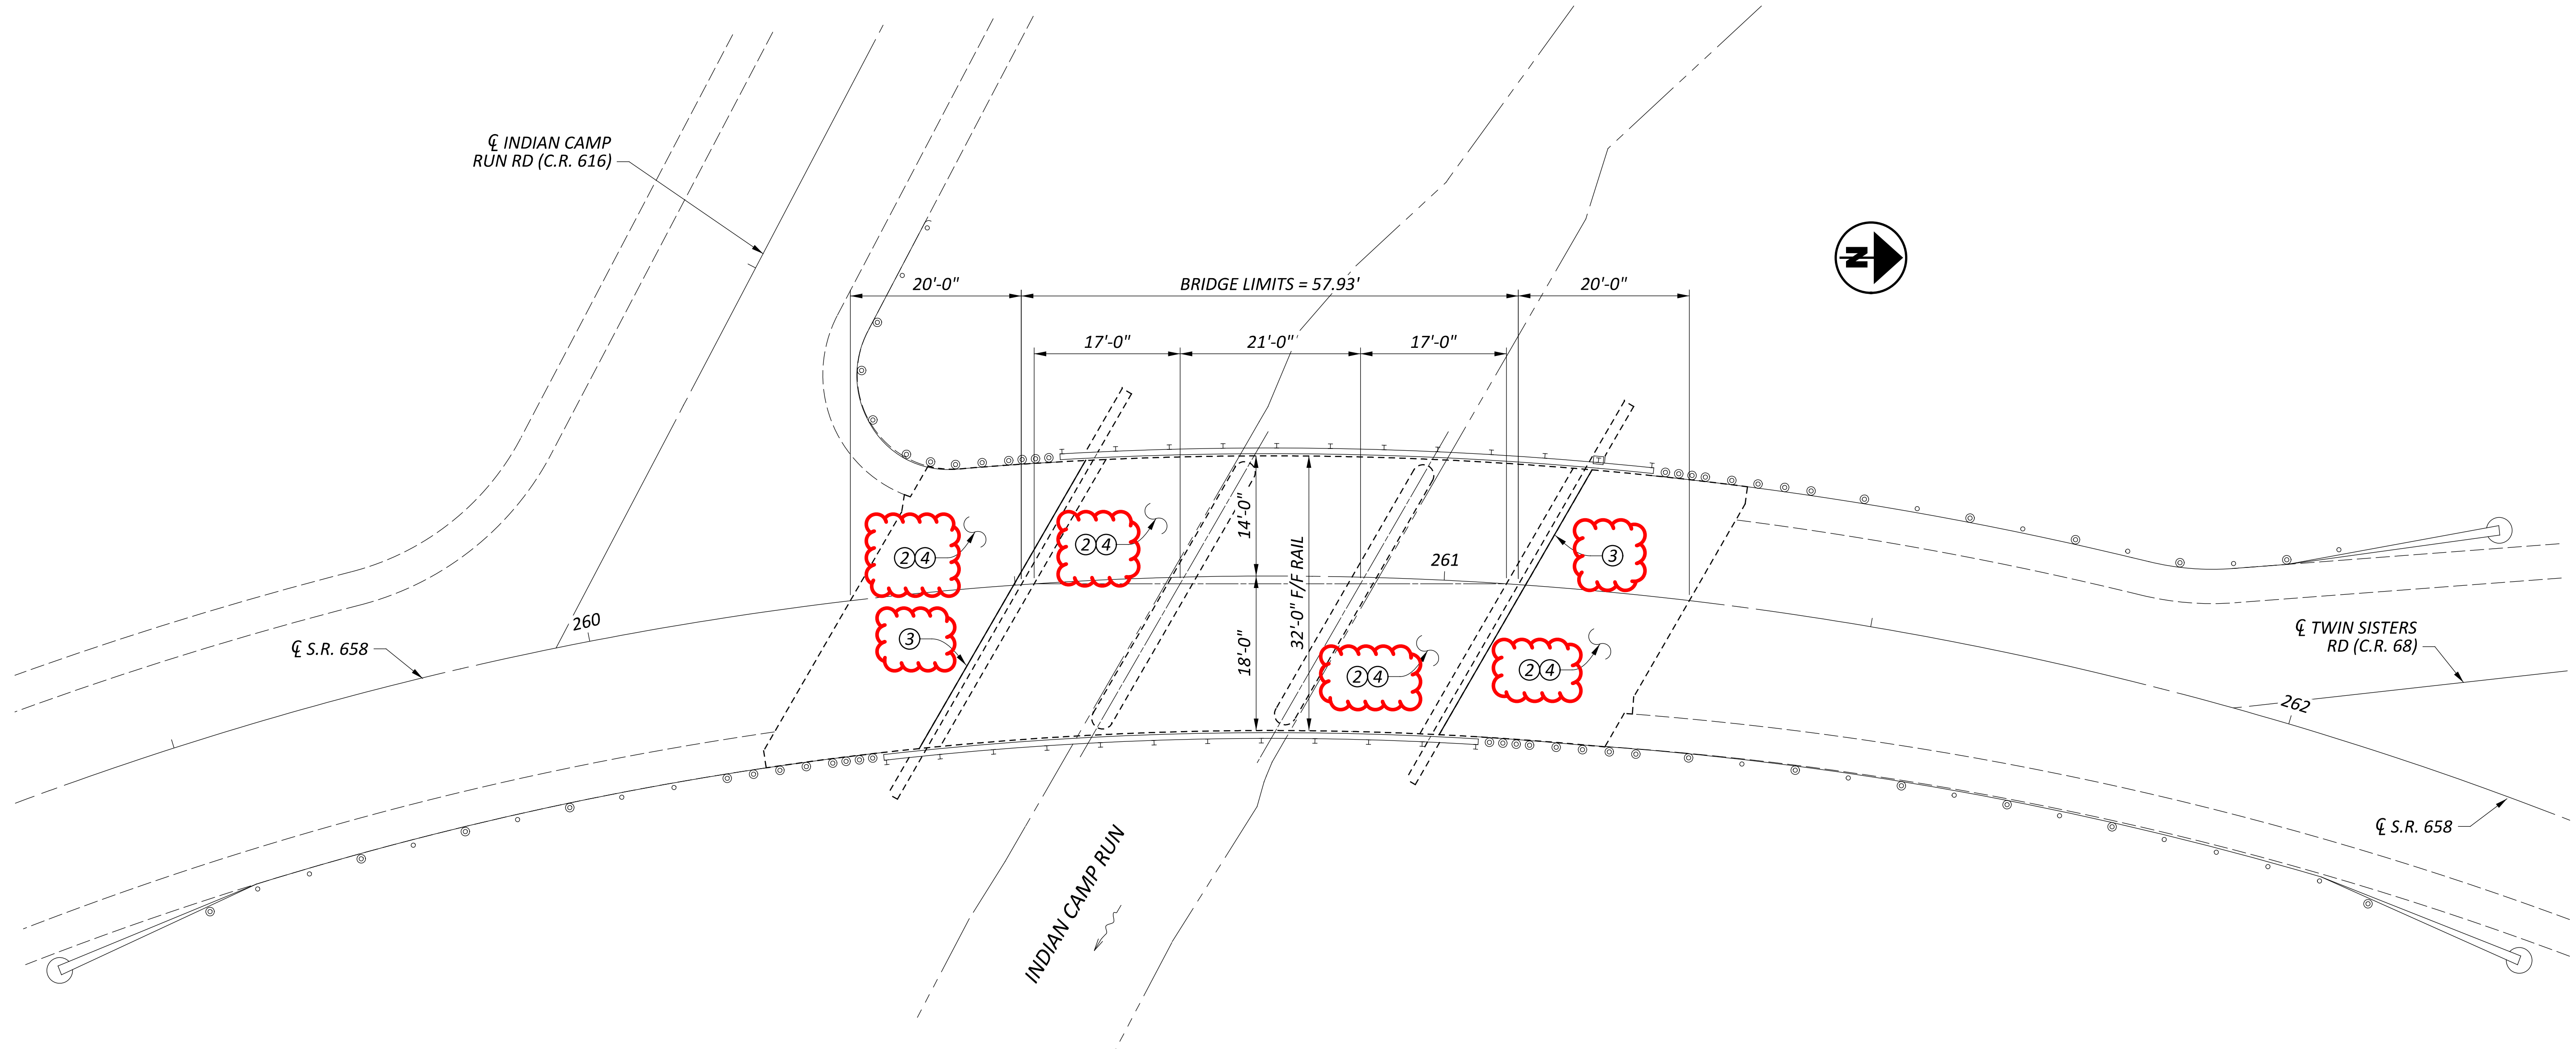 ℄ INDIAN CAMP
RUN RD (C.R. 616)
N
20'-0"
BRIDGE LIMITS = 57.93'
20'-0"
17'-0"
21'-0"
17'-0"
14'-0"
18'-0"
32'-0" F/F RAIL
2 4
2 4
3
261
260
3
℄ S.R. 658
2 4
2 4
℄ TWIN SISTERS
RD (C.R. 68)
262
℄ S.R. 658
INDIAN CAMP RUN